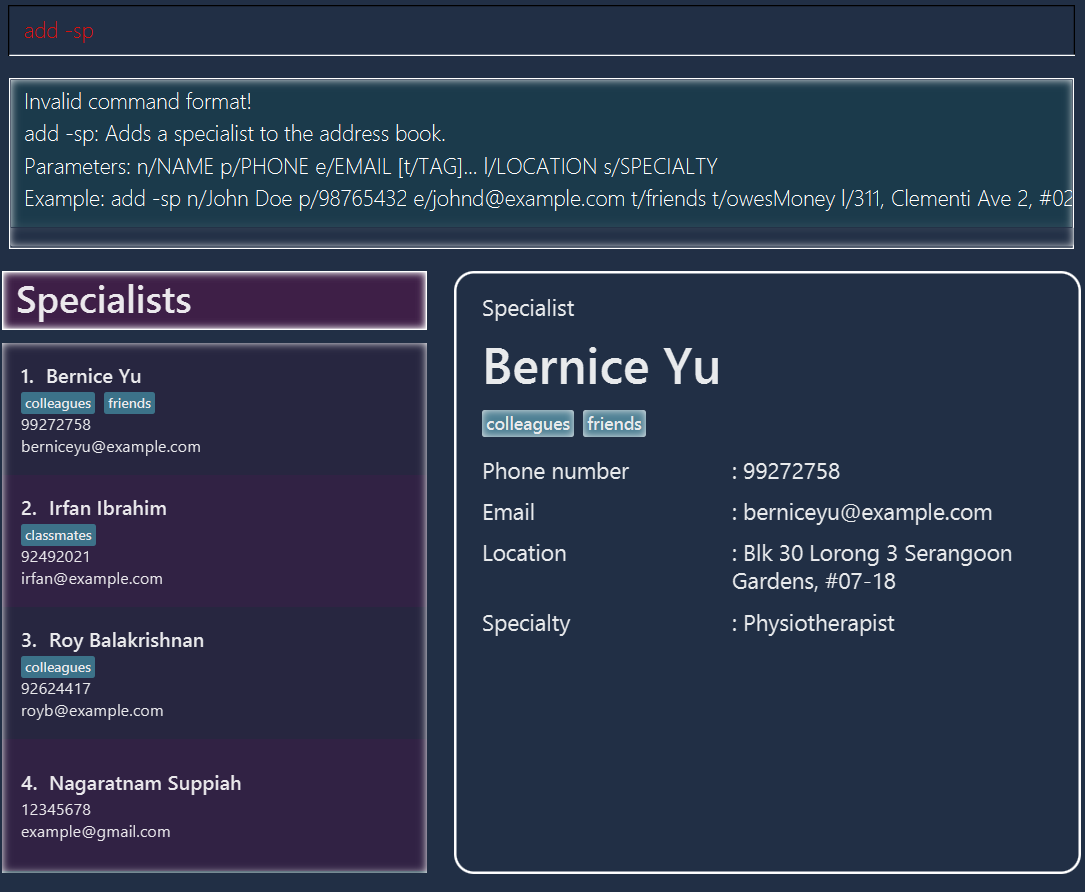 add -sp
Invalid command format!
add -sp: Adds a specialist to the address book.
Parameters: n/NAME p/PHONE e/EMAIL [t/TAG]... l/LOCATION s/SPECIALTY
Example: add -sp n/John Doe p/98765432 e/johnd@example.com t/friends t/owesMoney l/311, Clementi Ave 2, #02
Specialists
1. Bernice Yu
colleagues friends
99272758
berniceyu@example.com
2. Irfan Ibrahim
classmates
92492021
irfan@example.com
3. Roy Balakrishnan
colleagues
92624417
royb@example.com
4. Nagaratnam Suppiah
12345678
example@gmail.com
Specialist
Bernice Yu
colleagues friends
Phone number : 99272758
Email : berniceyu@example.com
Location : Blk 30 Lorong 3 Serangoon
Gardens, #07-18
Specialty : Physiotherapist